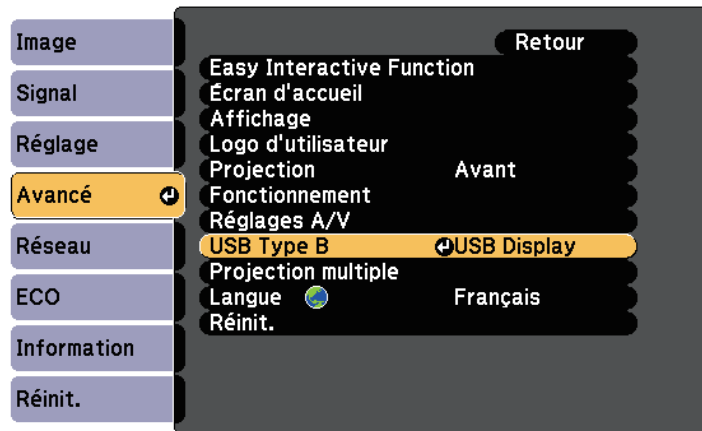 Image
Signal
Réglage
Avancé
Réseau
ECO
Information
Réinit.
Retour
Easy Interactive Function
Écran d'accueil
Affichage
Logo d'utilisateur
Projection Avant
Fonctionnement
Réglages A/V
USB Type B USB Display
Projection multiple
Langue Français
Réinit.